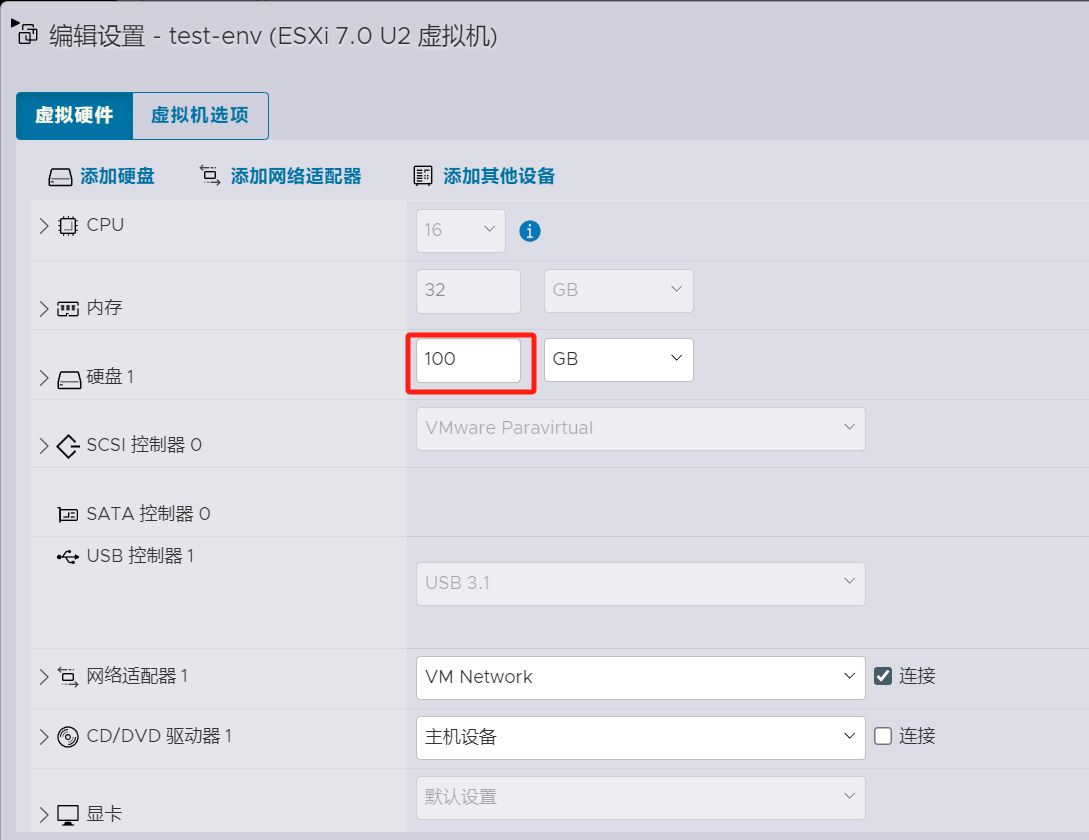 编辑设置 - test-env (ESXi 7.0 U2 虚拟机)
虚拟硬件 虚拟机选项
添加硬盘 添加网络适配器 添加其他设备
CPU 16
内存 32 GB
硬盘 1 100 GB
SCSI 控制器 0 VMware Paravirtual
SATA 控制器 0
USB 控制器 1 USB 3.1
网络适配器 1 VM Network 连接
CD/DVD 驱动器 1 主机设备 连接
显卡 默认设置